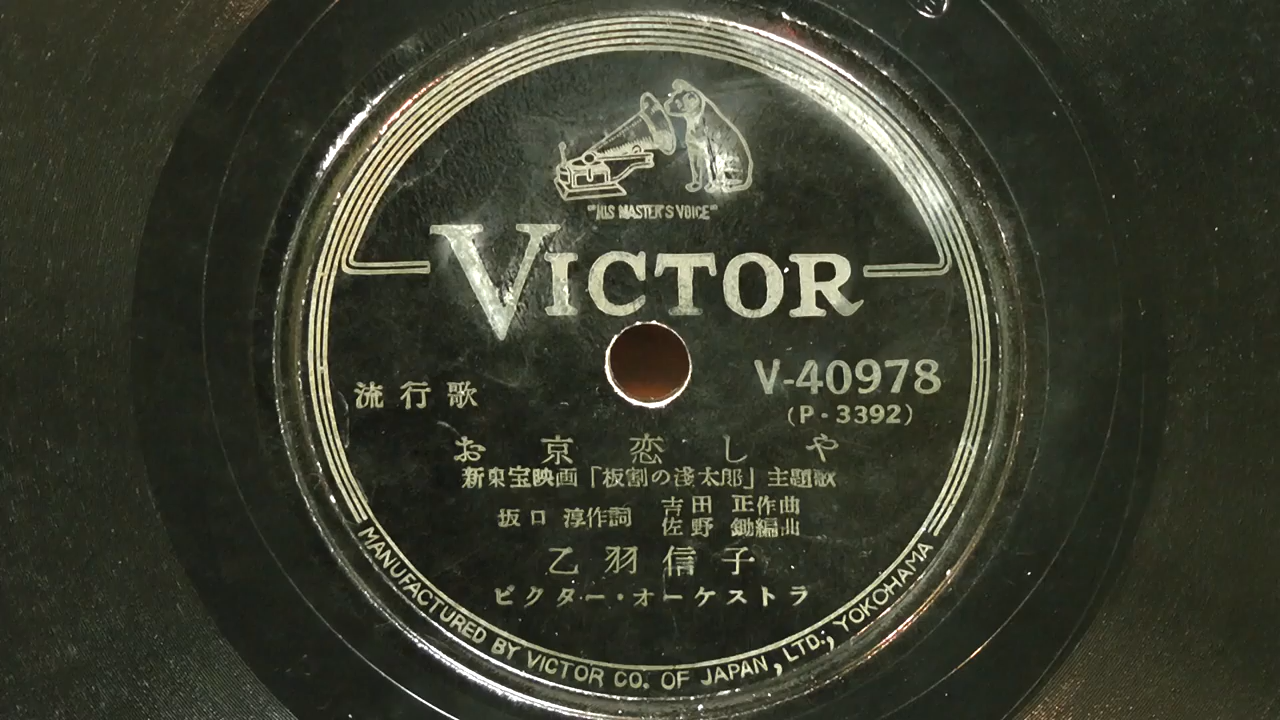 "HIS MASTER'S VOICE"
VICTOR
V-40978
(P・3392)
流行歌
お京恋しや
新東宝映画「板割の淺太郎」主題歌
坂口 淳作詞 吉田 正作曲
佐野 鋤編曲
乙羽信子
ビクター・オーケストラ
MANUFACTURED BY VICTOR CO. OF JAPAN, LTD., YOKOHAMA